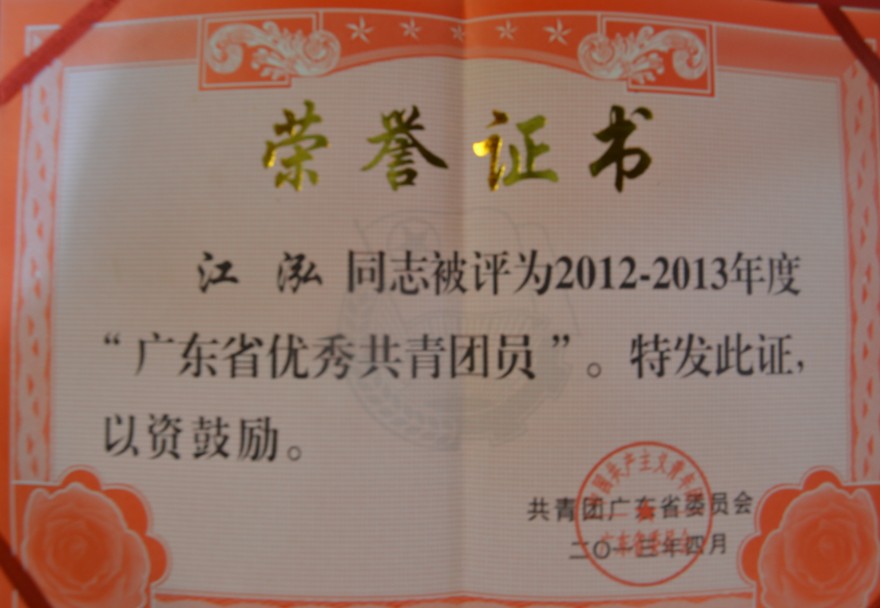 荣誉证书
江泓同志被评为2012-2013年度
“广东省优秀共青团员”。特发此证,
以资鼓励。
共青团广东省委员会
二〇一三年四月